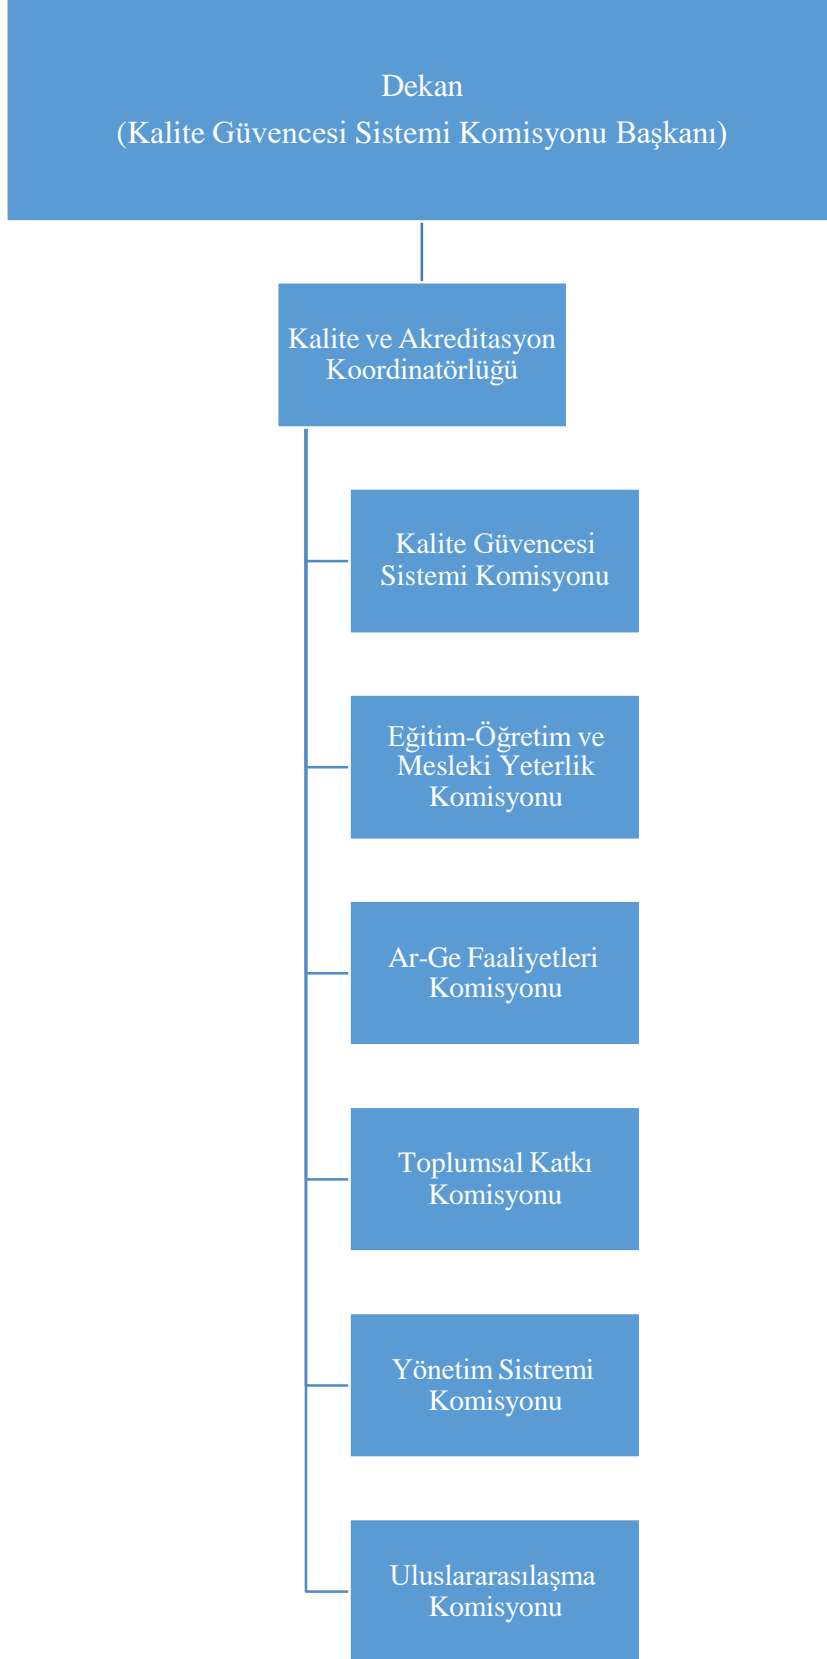 Dekan
(Kalite Güvencesi Sistemi Komisyonu Başkanı)
Kalite ve Akreditasyon
Koordinatörlüğü
Kalite Güvencesi
Sistemi Komisyonu
Eğitim-Öğretim ve
Mesleki Yeterlik
Komisyonu
Ar-Ge Faaliyetleri
Komisyonu
Toplumsal Katkı
Komisyonu
Yönetim Sistremi
Komisyonu
Uluslararasılaşma
Komisyonu